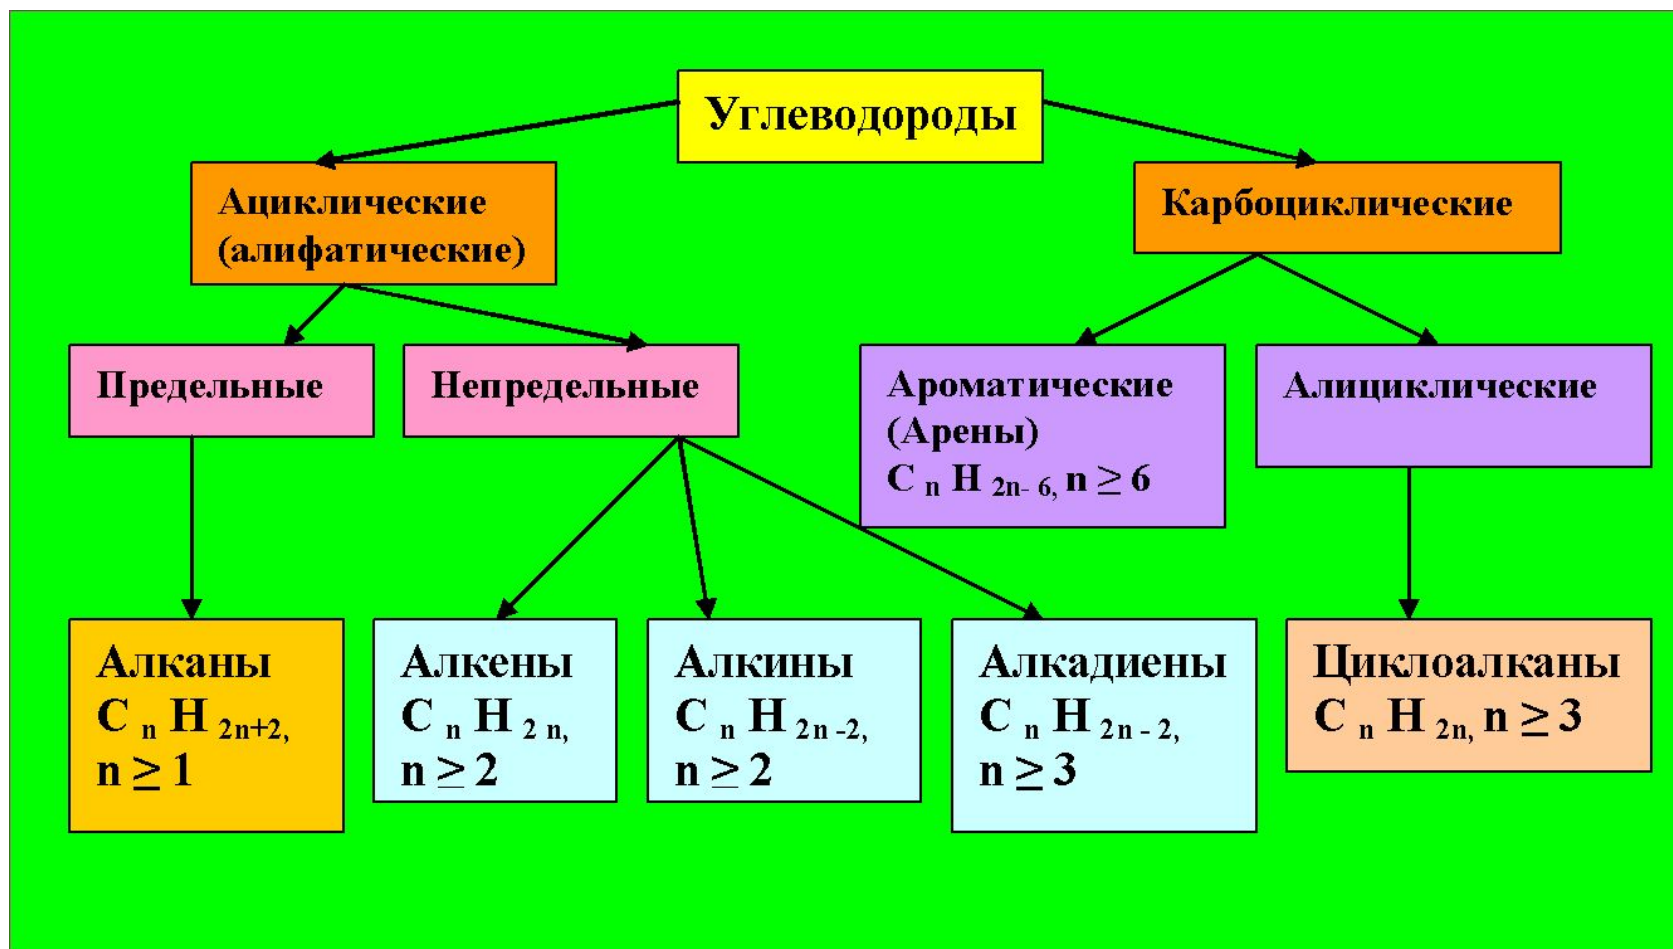 Углеводороды
Ациклические
(алифатические)
Карбоциклические
Предельные
Непредельные
Ароматические
(Арены)
C n H 2n- 6, n ≥ 6
Алициклические
Алканы
C n H 2n+2,
n ≥ 1
Алкены
C n H 2 n,
n ≥ 2
Алкины
C n H 2n -2,
n ≥ 2
Алкадиены
C n H 2n - 2,
n ≥ 3
Циклоалканы
C n H 2n, n ≥ 3